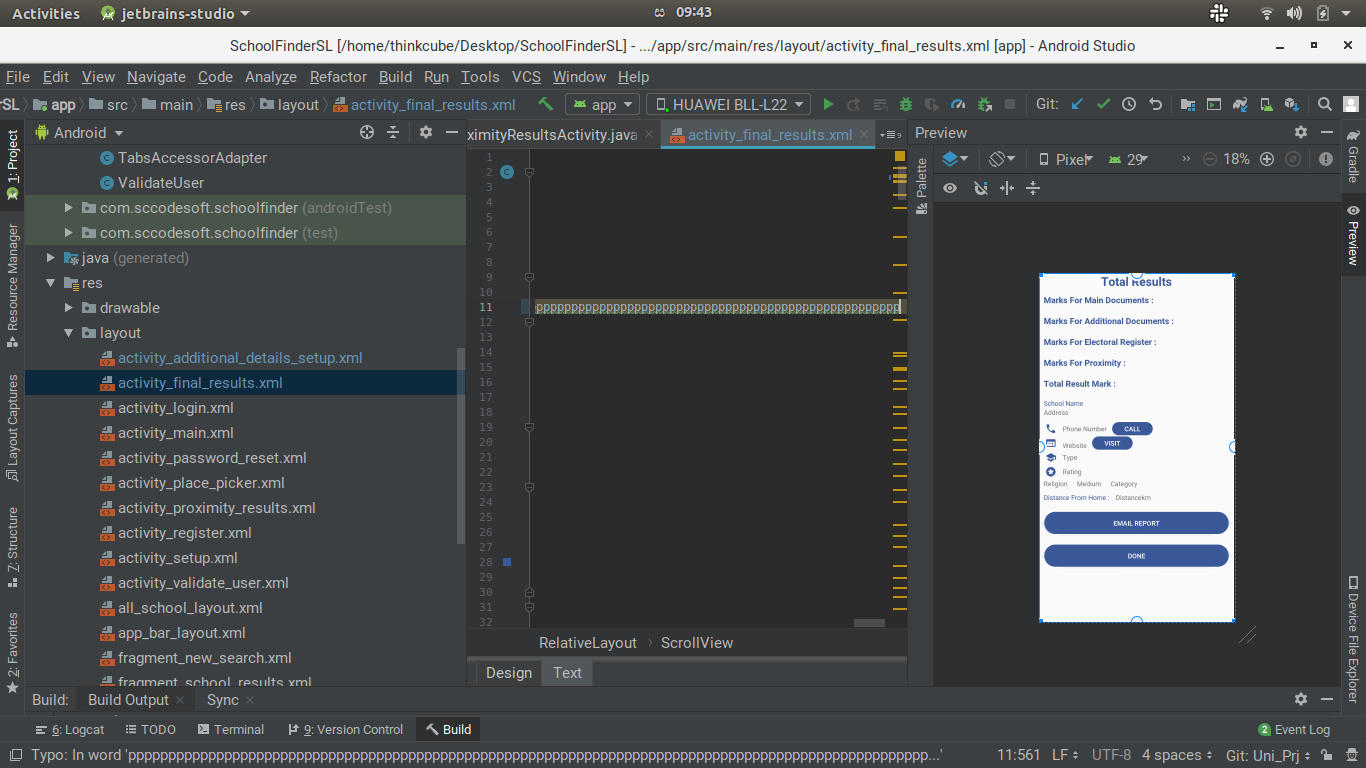 Activities jetbrains-studio 09:43
SchoolFinderSL [/home/thinkcube/Desktop/SchoolFinderSL] - .../app/src/main/res/layout/activity_final_results.xml [app] - Android Studio
File Edit View Navigate Code Analyze Refactor Build Run Tools VCS Window Help
rSL app src main res layout activity_final_results.xml app HUAWEI BLL-L22 Git:
1: Project
Resource Manager
Layout Captures
7: Structure
2: Favorites
Android
TabsAccessorAdapter
ValidateUser
com.sccodesoft.schoolfinder (androidTest)
com.sccodesoft.schoolfinder (test)
java (generated)
res
drawable
layout
activity_additional_details_setup.xml
activity_final_results.xml
activity_login.xml
activity_main.xml
activity_password_reset.xml
activity_place_picker.xml
activity_proximity_results.xml
activity_register.xml
activity_setup.xml
activity_validate_user.xml
all_school_layout.xml
app_bar_layout.xml
fragment_new_search.xml
fragment_school_results.xml
ximityResultsActivity.java activity_final_results.xml 9
1
2
3
4
5
6
7
8
9
10
11
12
13
14
15
16
17
18
19
20
21
22
23
24
25
26
27
28
29
30
31
32
RelativeLayout › ScrollView
Design Text
Palette
Preview
Pixel 29 18%
Total Results
Marks For Main Documents :
Marks For Additional Documents :
Marks For Electoral Register :
Marks For Proximity :
Total Result Mark :
School Name
Address
Phone Number CALL
Website VISIT
Type
Rating
Religion Medium Category
Distance From Home : Distancekm
EMAIL REPORT
DONE
Gradle
Preview
Device File Explorer
Build: Build Output Sync
6: Logcat TODO Terminal 9: Version Control Build 2 Event Log
11:561 LF UTF-8 4 spaces Git: Uni_Prj